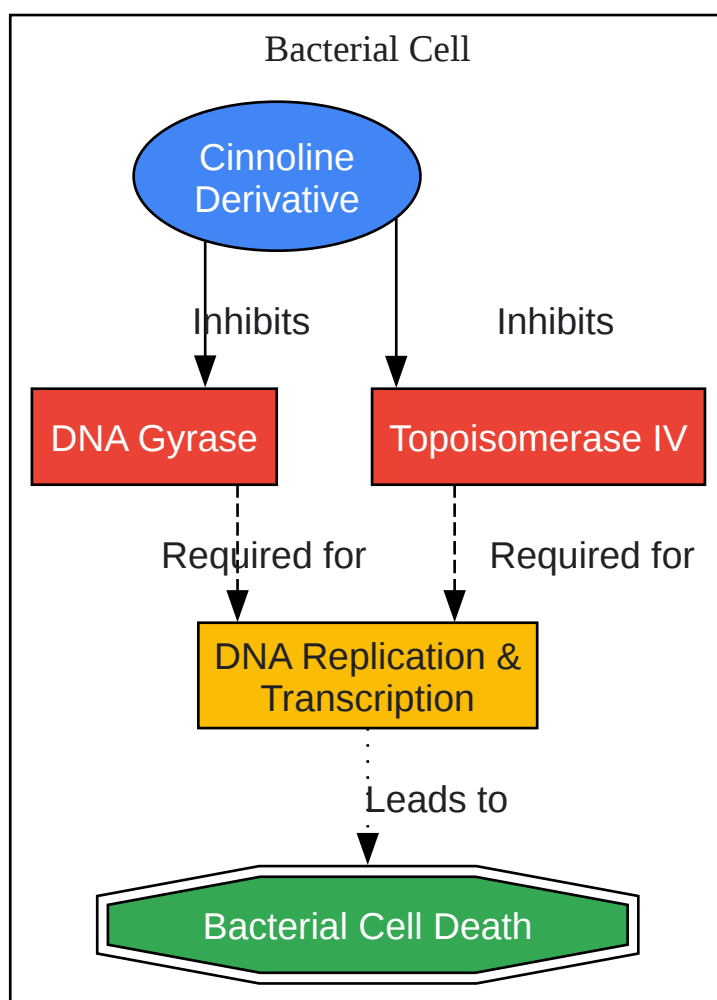 Bacterial Cell
Cinnoline
Derivative
Inhibits
Inhibits
DNA Gyrase
Topoisomerase IV
Required for
Required for
DNA Replication &
Transcription
Leads to
Bacterial Cell Death